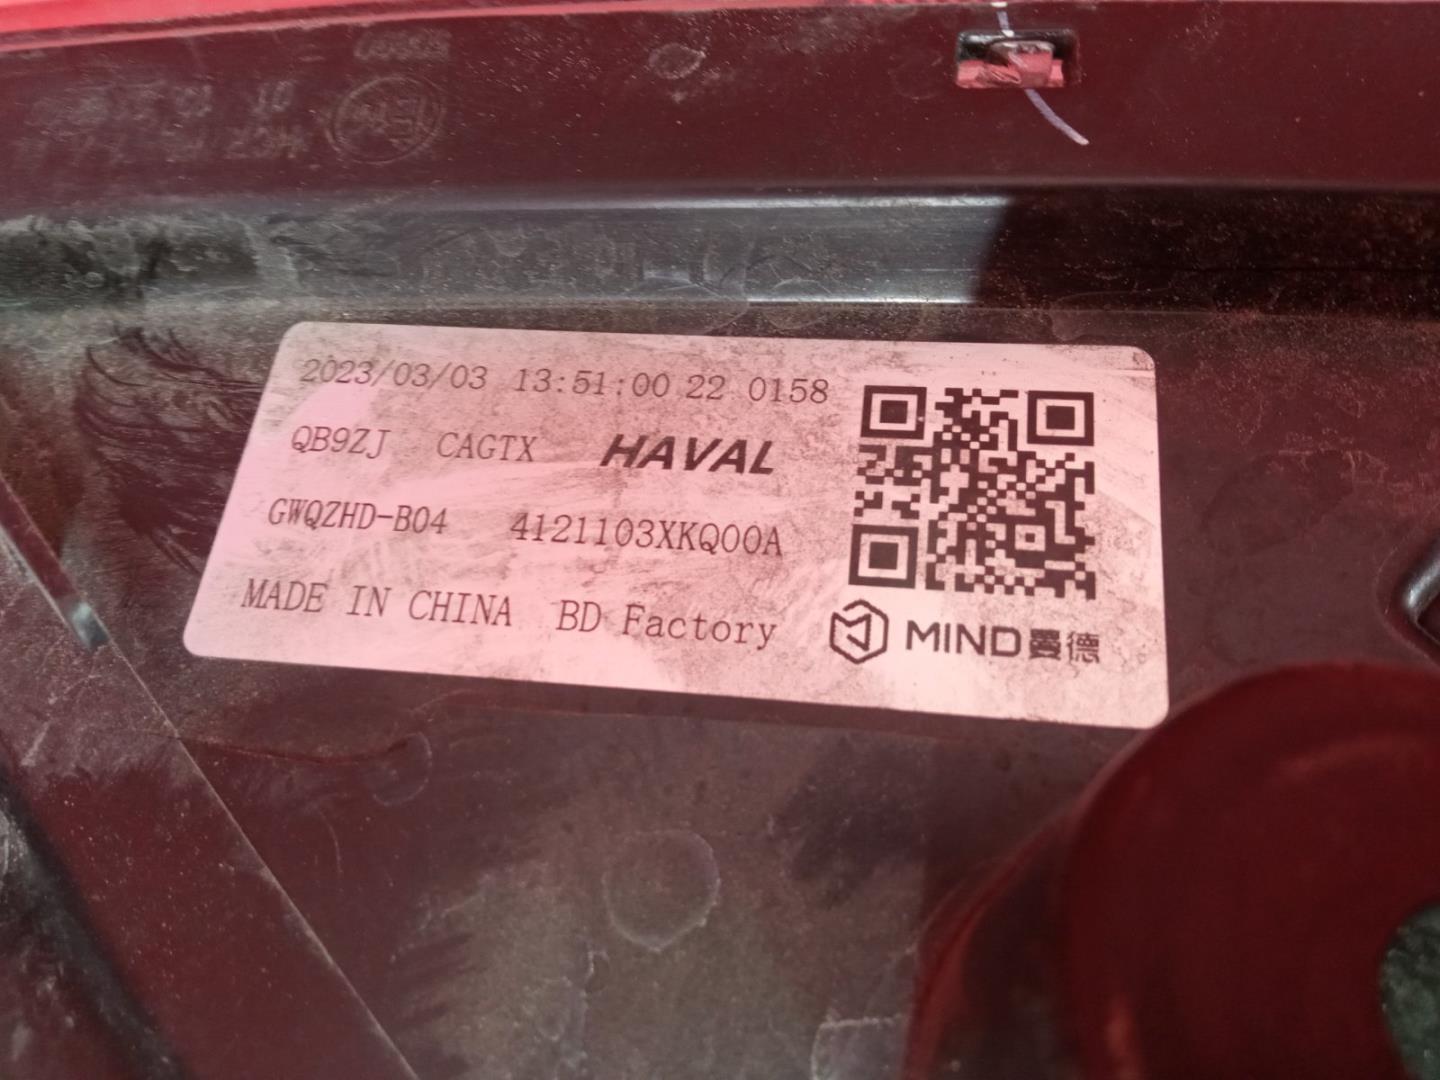 2023/03/03 13:51:00 22 0158
QB9ZJ CAGTX HAVAL
GWQZHD-B04 4121103XKQ00A
MADE IN CHINA BD Factory
MIND曼德